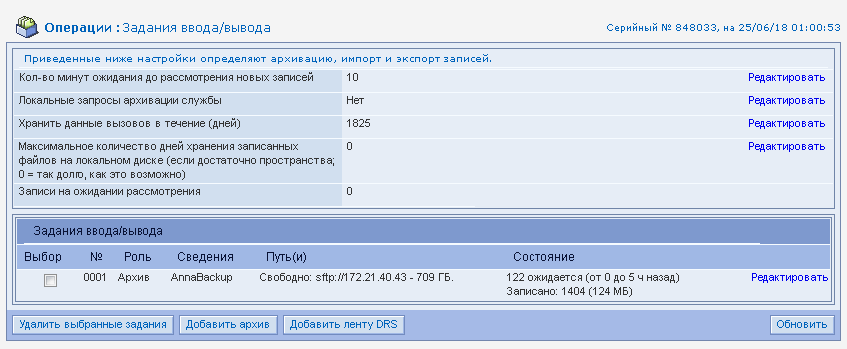 Операции : Задания ввода/вывода
Серийный № 848033, на 25/06/18 01:00:53
Приведенные ниже настройки определяют архивацию, импорт и экспорт записей.
Кол-во минут ожидания до рассмотрения новых записей 10 Редактировать
Локальные запросы архивации службы Нет Редактировать
Хранить данные вызовов в течение (дней) 1825 Редактировать
Максимальное количество дней хранения записанных 0 Редактировать
файлов на локальном диске (если достаточно пространства;
0 = так долго, как это возможно)
Записи на ожидании рассмотрения 0
Задания ввода/вывода
Выбор № Роль Сведения Путь(и) Состояние
0001 Архив AnnaBackup Свободно: sftp://172.21.40.43 - 709 ГБ. 122 ожидается (от 0 до 5 ч назад) Редактировать
Записано: 1404 (124 МБ)
Удалить выбранные задания Добавить архив Добавить ленту DRS Обновить